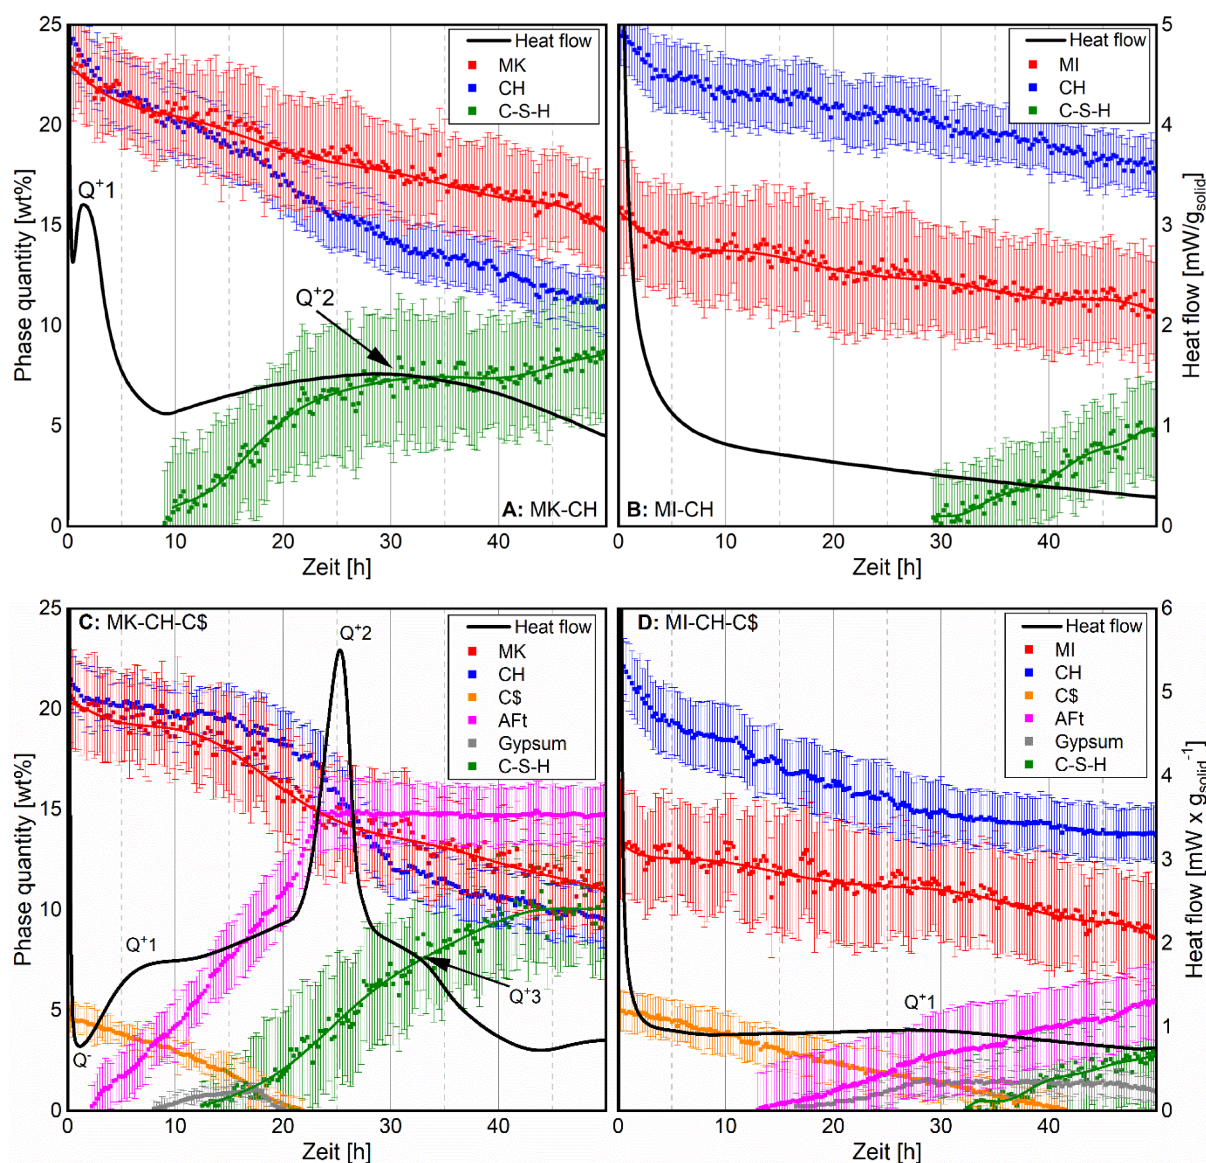 Phase quantity [wt%]
25
20
15
10
5
0
Q⁺1
Q⁺2
Heat flow
MK
CH
C-S-H
A: MK-CH
0
10
20
30
40
Zeit [h]
Heat flow
MI
CH
C-S-H
B: MI-CH
0
10
20
30
40
Zeit [h]
5
4
3
2
1
0
Heat flow [mW/gsolid]
Phase quantity [wt%]
25
20
15
10
5
0
C: MK-CH-C$
Q⁺2
Q⁺1
Q⁻
Q⁺3
Heat flow
MK
CH
C$
AFt
Gypsum
C-S-H
0
10
20
30
40
Zeit [h]
D: MI-CH-C$
Heat flow
MI
CH
C$
AFt
Gypsum
C-S-H
Q⁺1
0
10
20
30
40
Zeit [h]
6
5
4
3
2
1
0
Heat flow [mW x gsolid⁻¹]